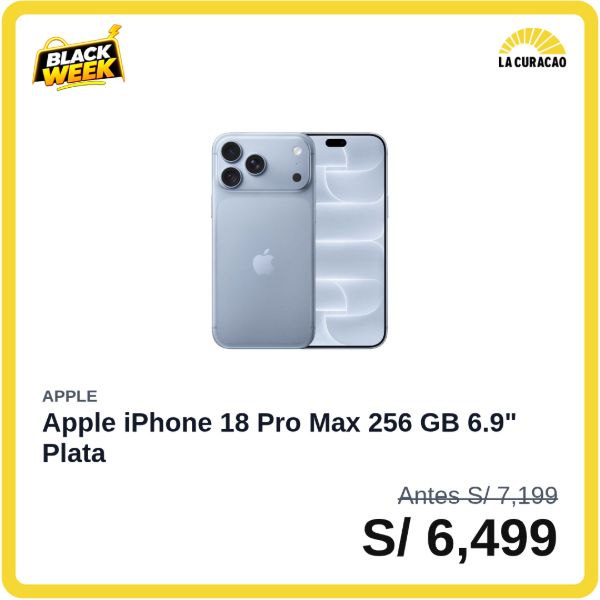 BLACK
WEEK
LA CURACAO
APPLE
Apple iPhone 18 Pro Max 256 GB 6.9"
Plata
Antes S/ 7,199
S/ 6,499